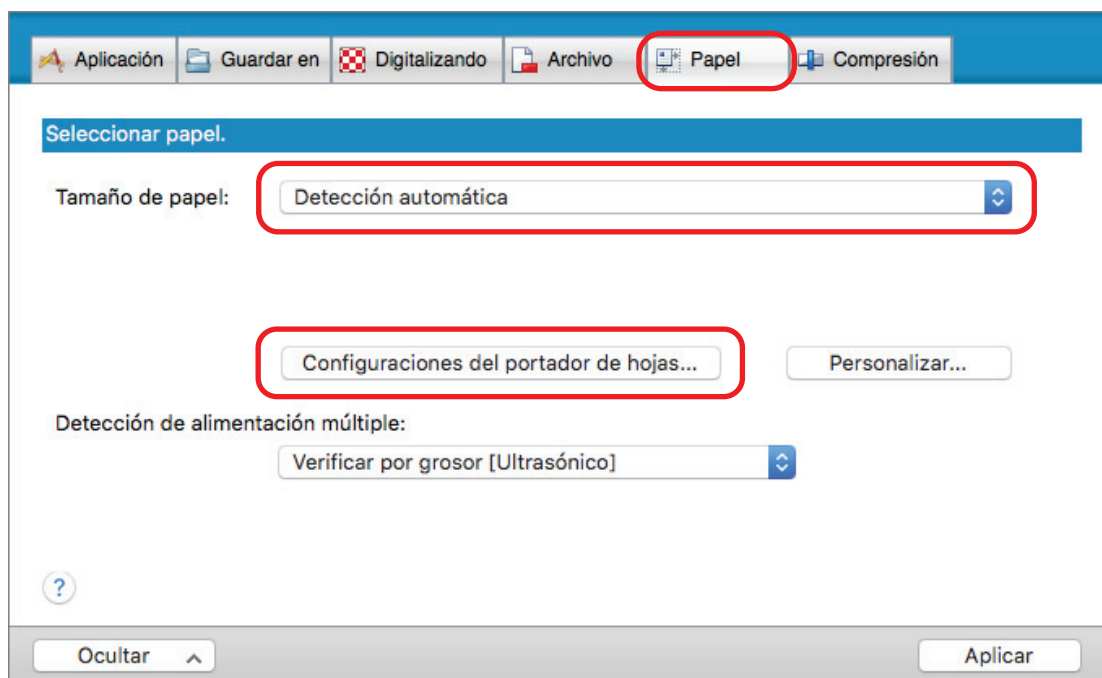 Aplicación Guardar en Digitalizando Archivo Papel Compresión
Seleccionar papel.
Tamaño de papel: Detección automática
Configuraciones del portador de hojas... Personalizar...
Detección de alimentación múltiple:
Verificar por grosor [Ultrasónico]
?
Ocultar Aplicar